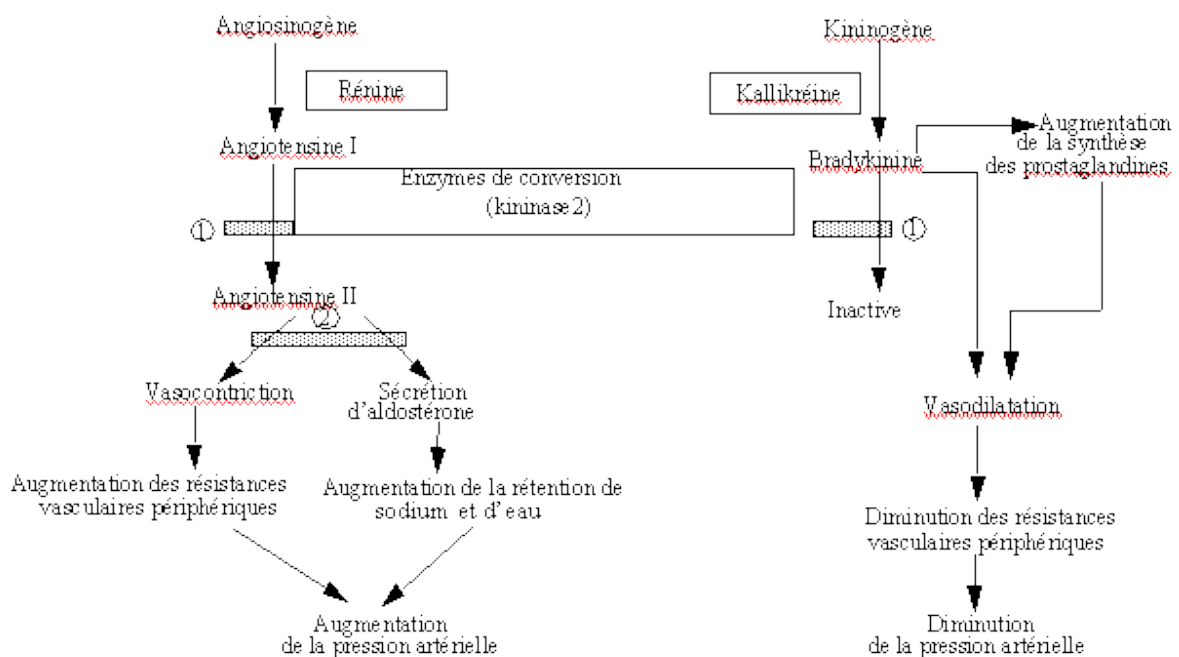 Angiosinogène
Kininogène
Rénine
Kallikréine
Angiotensine I
Bradykinine
Augmentation
de la synthèse
des prostaglandines
Enzymes de conversion
(kininase 2)
①
①
Angiotensine II
②
Inactive
Vasocontriction
Sécrétion
d'aldostérone
Vasodilatation
Augmentation des résistances
vasculaires périphériques
Augmentation de la rétention de
sodium et d'eau
Diminution des résistances
vasculaires périphériques
Augmentation
de la pression artérielle
Diminution
de la pression artérielle